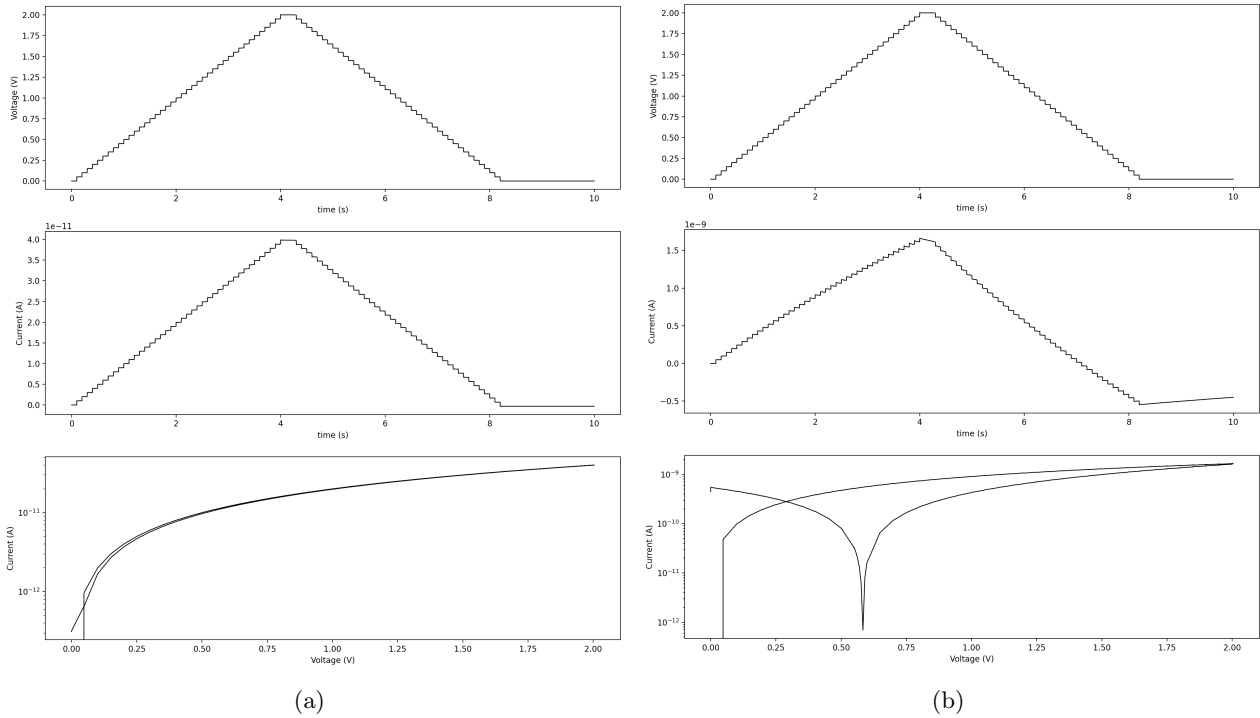 2.00
1.75
1.50
1.25
1.00
0.75
0.50
0.25
0.00
Voltage (V)
0 2 4 6 8 10
time (s)
1e−11
4.0
3.5
3.0
2.5
2.0
1.5
1.0
0.5
0.0
Current (A)
0 2 4 6 8 10
time (s)
10−11
10−12
Current (A)
0.00 0.25 0.50 0.75 1.00 1.25 1.50 1.75 2.00
Voltage (V)
(a)
2.00
1.75
1.50
1.25
1.00
0.75
0.50
0.25
0.00
Voltage (V)
0 2 4 6 8 10
time (s)
1e−9
1.5
1.0
0.5
0.0
−0.5
Current (A)
0 2 4 6 8 10
time (s)
10−9
10−10
10−11
10−12
Current (A)
0.00 0.25 0.50 0.75 1.00 1.25 1.50 1.75 2.00
Voltage (V)
(b)